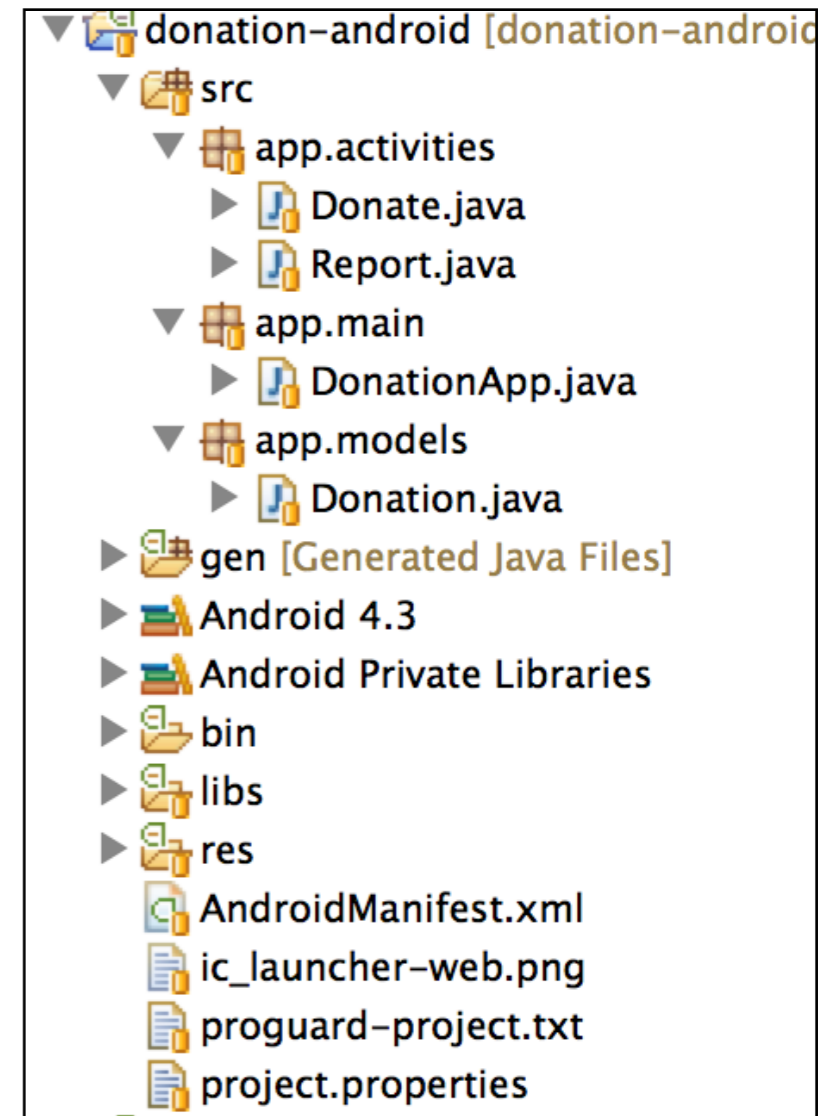 donation-android [donation-android
src
app.activities
Donate.java
Report.java
app.main
DonationApp.java
app.models
Donation.java
gen [Generated Java Files]
Android 4.3
Android Private Libraries
bin
libs
res
AndroidManifest.xml
ic_launcher-web.png
proguard-project.txt
project.properties